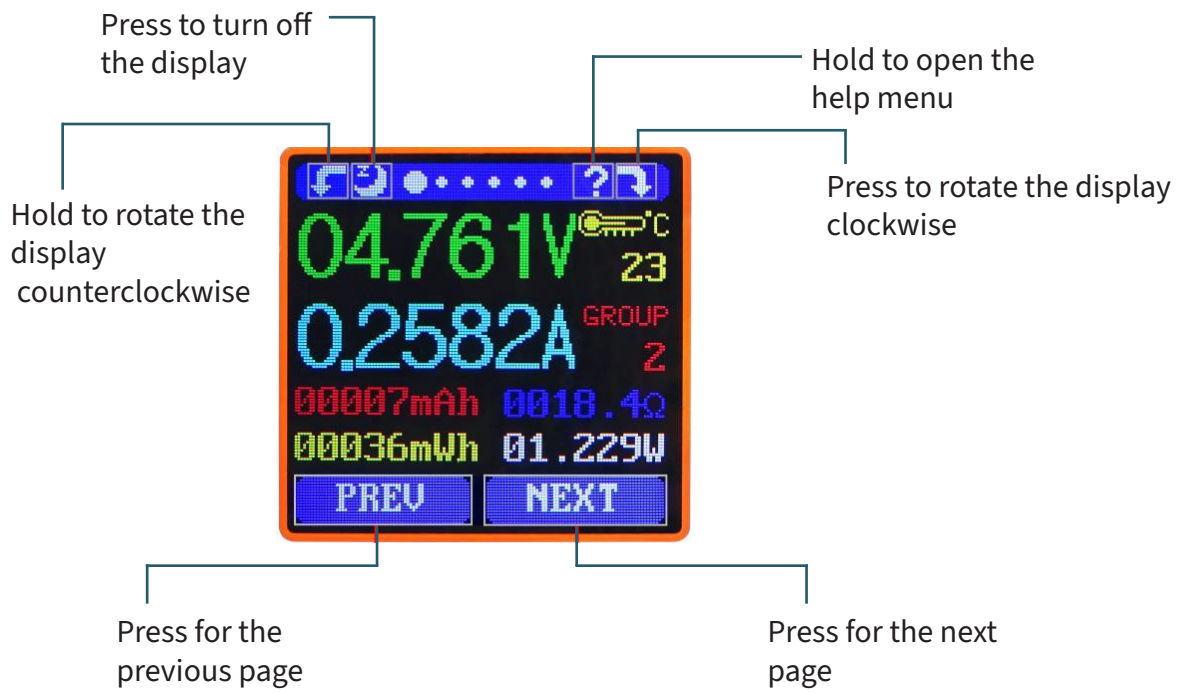 Press to turn off
the display
Hold to open the
help menu
Hold to rotate the
display
counterclockwise
Press to rotate the display
clockwise
?
04.761V
°C
23
0.2582A
GROUP
2
00007mAh 0018.4Ω
00036mWh 01.229W
PREV NEXT
Press for the
previous page
Press for the next
page